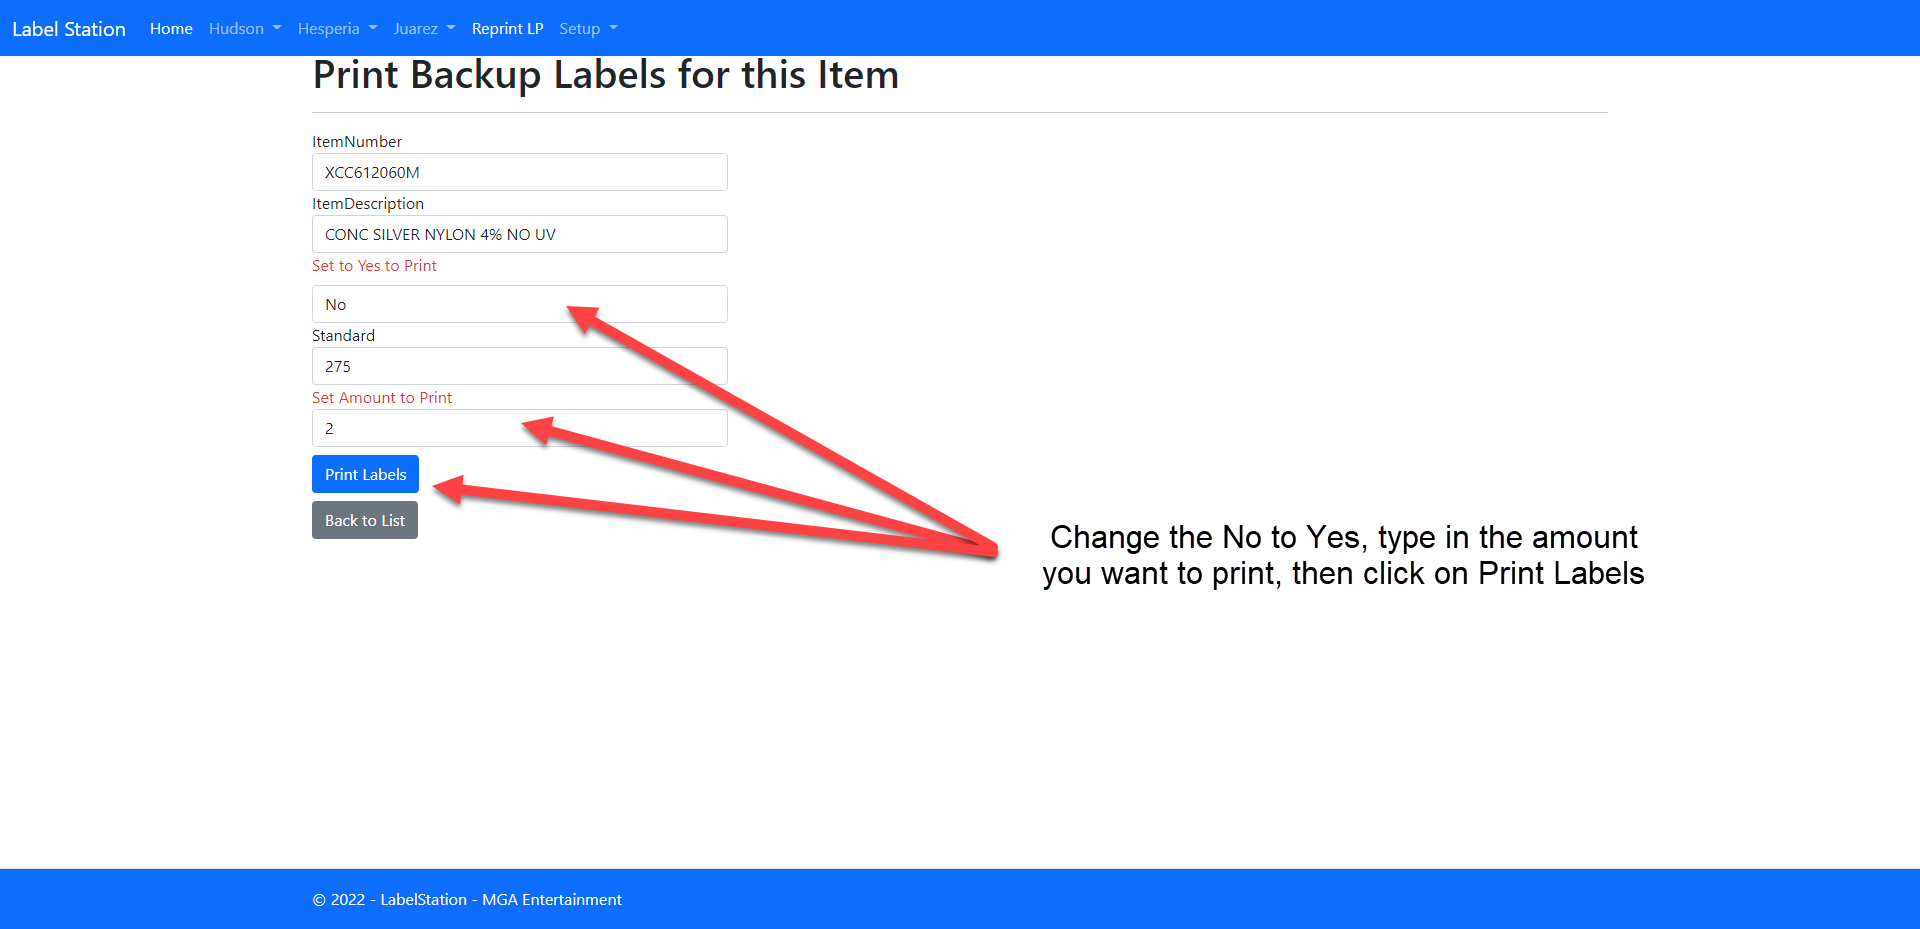 Label Station Home Hudson Hesperia Juarez Reprint LP Setup
Print Backup Labels for this Item
ItemNumber
XCC612060M
ItemDescription
CONC SILVER NYLON 4% NO UV
Set to Yes to Print
No
Standard
275
Set Amount to Print
2
Print Labels
Back to List
Change the No to Yes, type in the amount
you want to print, then click on Print Labels
© 2022 - LabelStation - MGA Entertainment